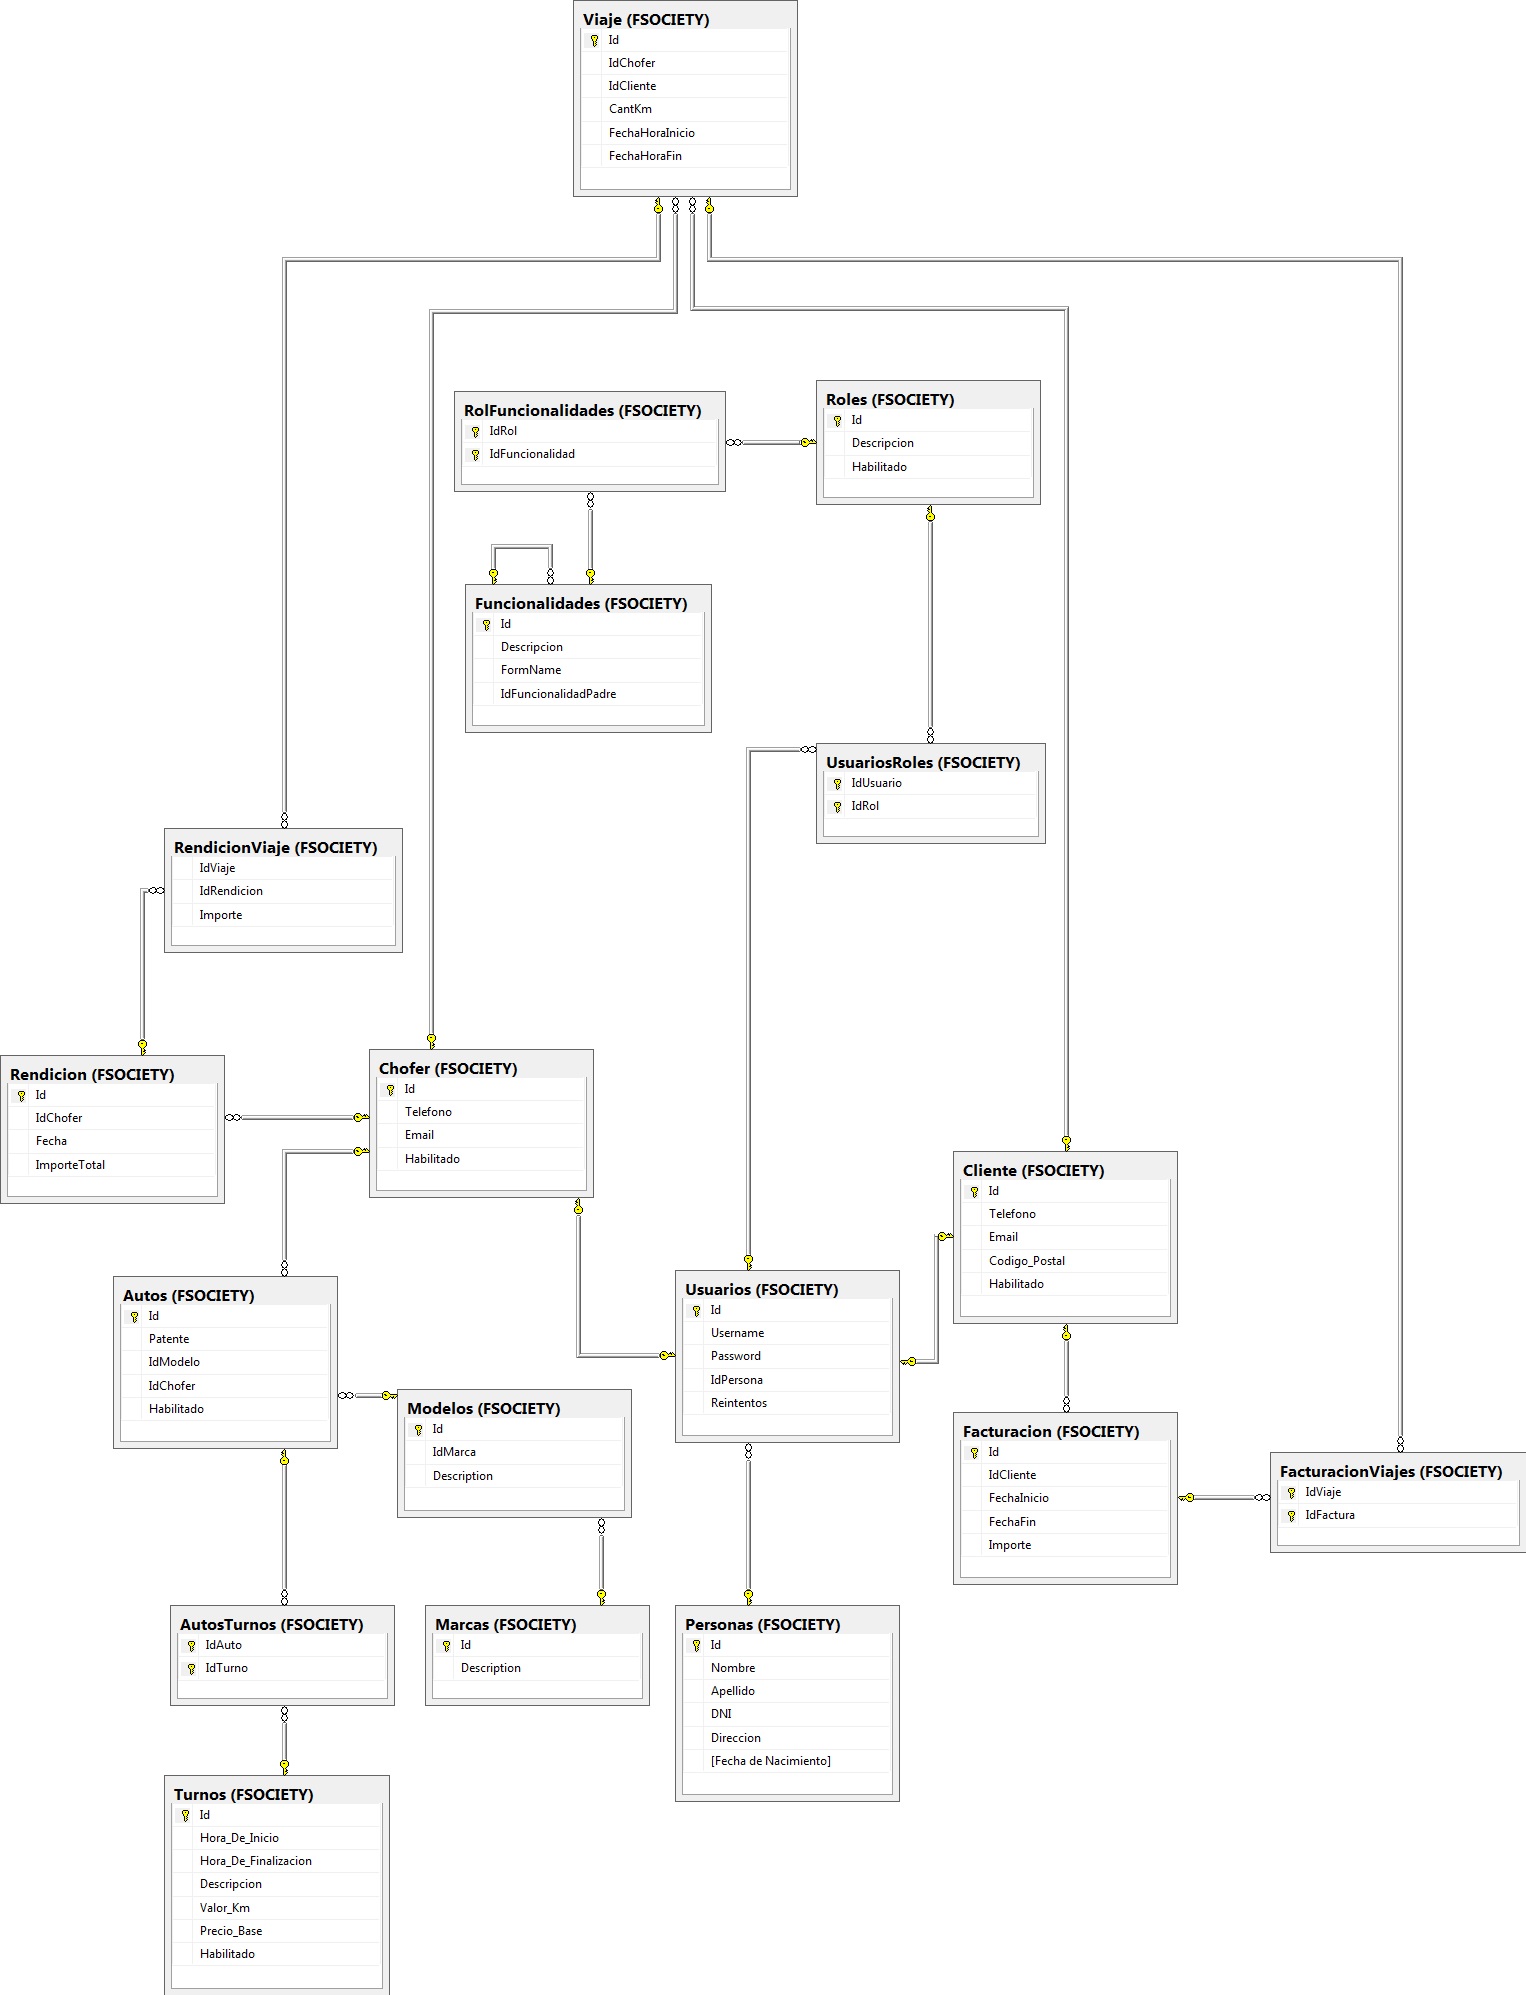 Viaje (FSOCIETY)
Id
IdChofer
IdCliente
CantKm
FechaHoraInicio
FechaHoraFin
RolFuncionalidades (FSOCIETY)
IdRol
IdFuncionalidad
Roles (FSOCIETY)
Id
Descripcion
Habilitado
Funcionalidades (FSOCIETY)
Id
Descripcion
FormName
IdFuncionalidadPadre
UsuariosRoles (FSOCIETY)
IdUsuario
IdRol
RendicionViaje (FSOCIETY)
IdViaje
IdRendicion
Importe
Rendicion (FSOCIETY)
Id
IdChofer
Fecha
ImporteTotal
Chofer (FSOCIETY)
Id
Telefono
Email
Habilitado
Cliente (FSOCIETY)
Id
Telefono
Email
Codigo_Postal
Habilitado
Autos (FSOCIETY)
Id
Patente
IdModelo
IdChofer
Habilitado
Usuarios (FSOCIETY)
Id
Username
Password
IdPersona
Reintentos
Modelos (FSOCIETY)
Id
IdMarca
Description
Facturacion (FSOCIETY)
Id
IdCliente
FechaInicio
FechaFin
Importe
FacturacionViajes (FSOCIETY)
IdViaje
IdFactura
AutosTurnos (FSOCIETY)
IdAuto
IdTurno
Marcas (FSOCIETY)
Id
Description
Personas (FSOCIETY)
Id
Nombre
Apellido
DNI
Direccion
[Fecha de Nacimiento]
Turnos (FSOCIETY)
Id
Hora_De_Inicio
Hora_De_Finalizacion
Descripcion
Valor_Km
Precio_Base
Habilitado